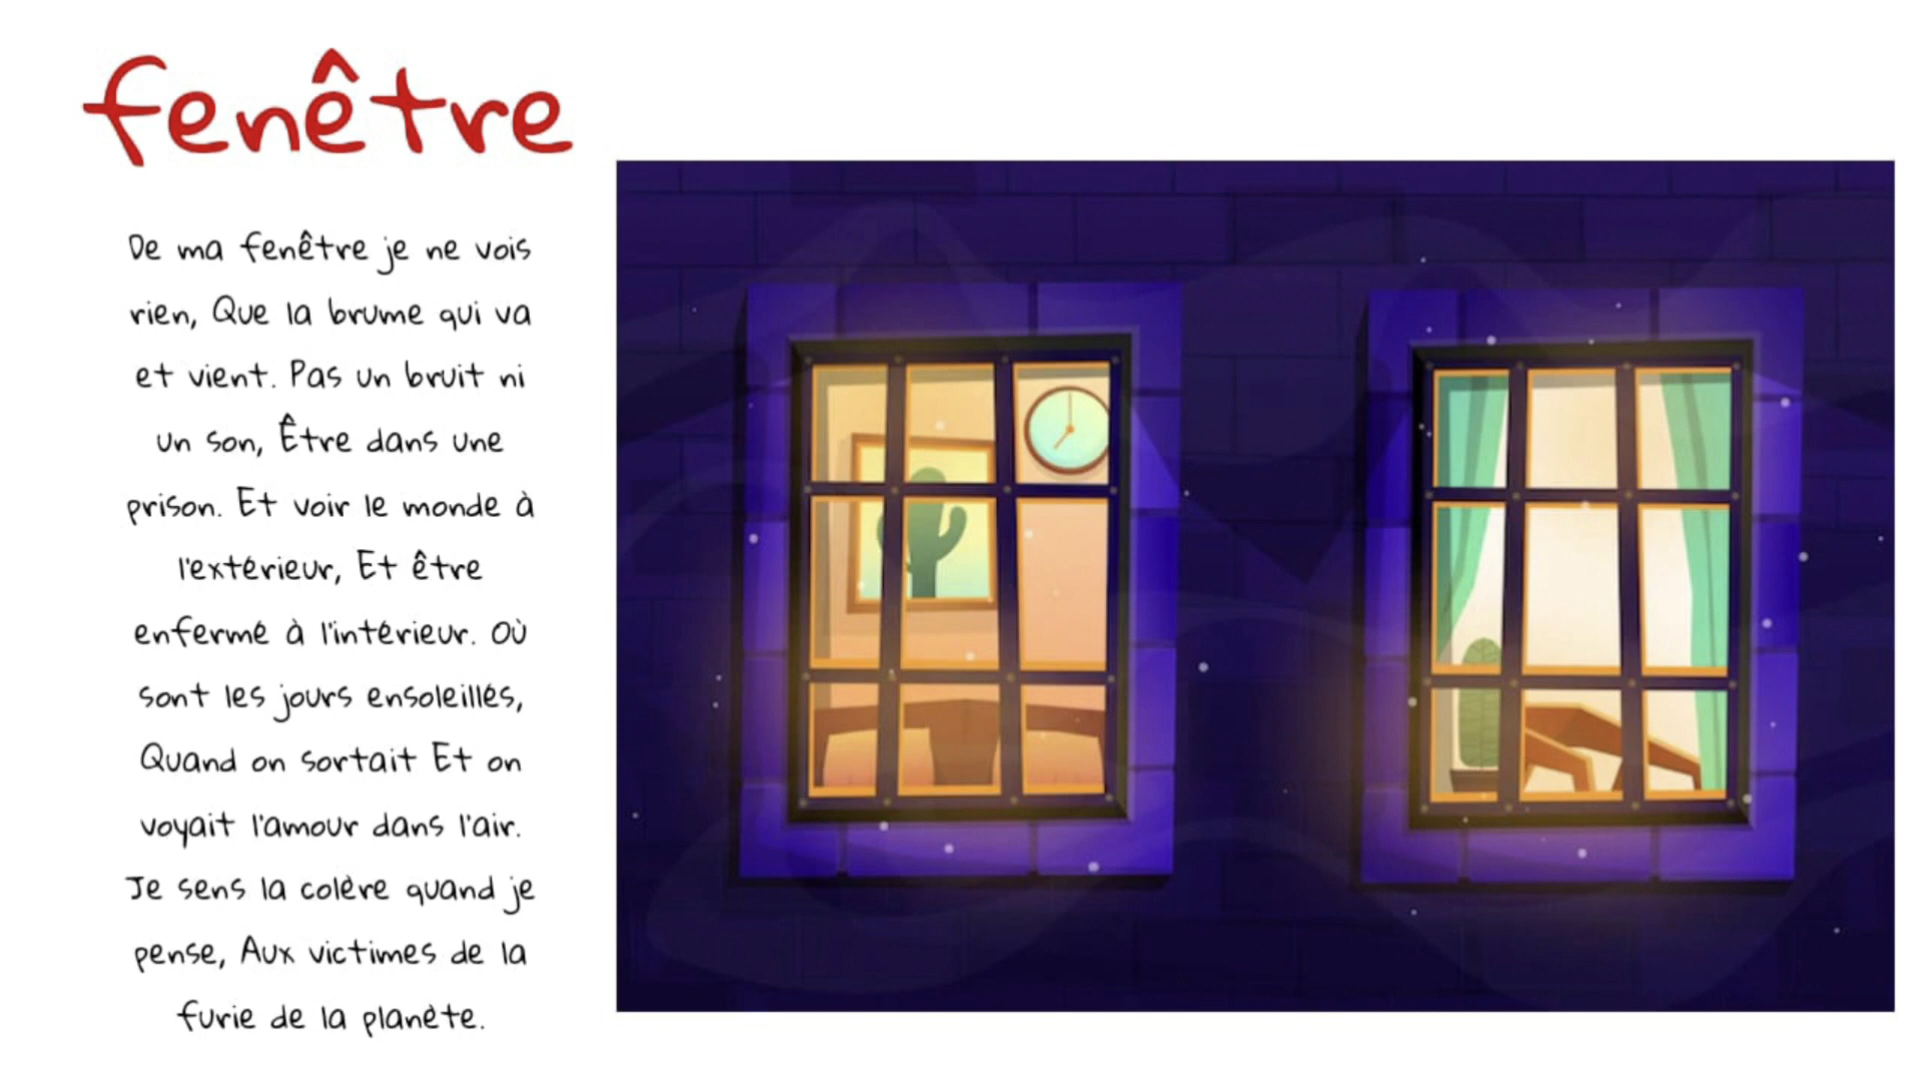 fenêtre
De ma fenêtre je ne vois
rien, Que la brume qui va
et vient. Pas un bruit ni
un son, Être dans une
prison. Et voir le monde à
l'extérieur, Et être
enfermé à l'intérieur. Où
sont les jours ensoleillés,
Quand on sortait Et on
voyait l'amour dans l'air.
Je sens la colère quand je
pense, Aux victimes de la
furie de la planète.